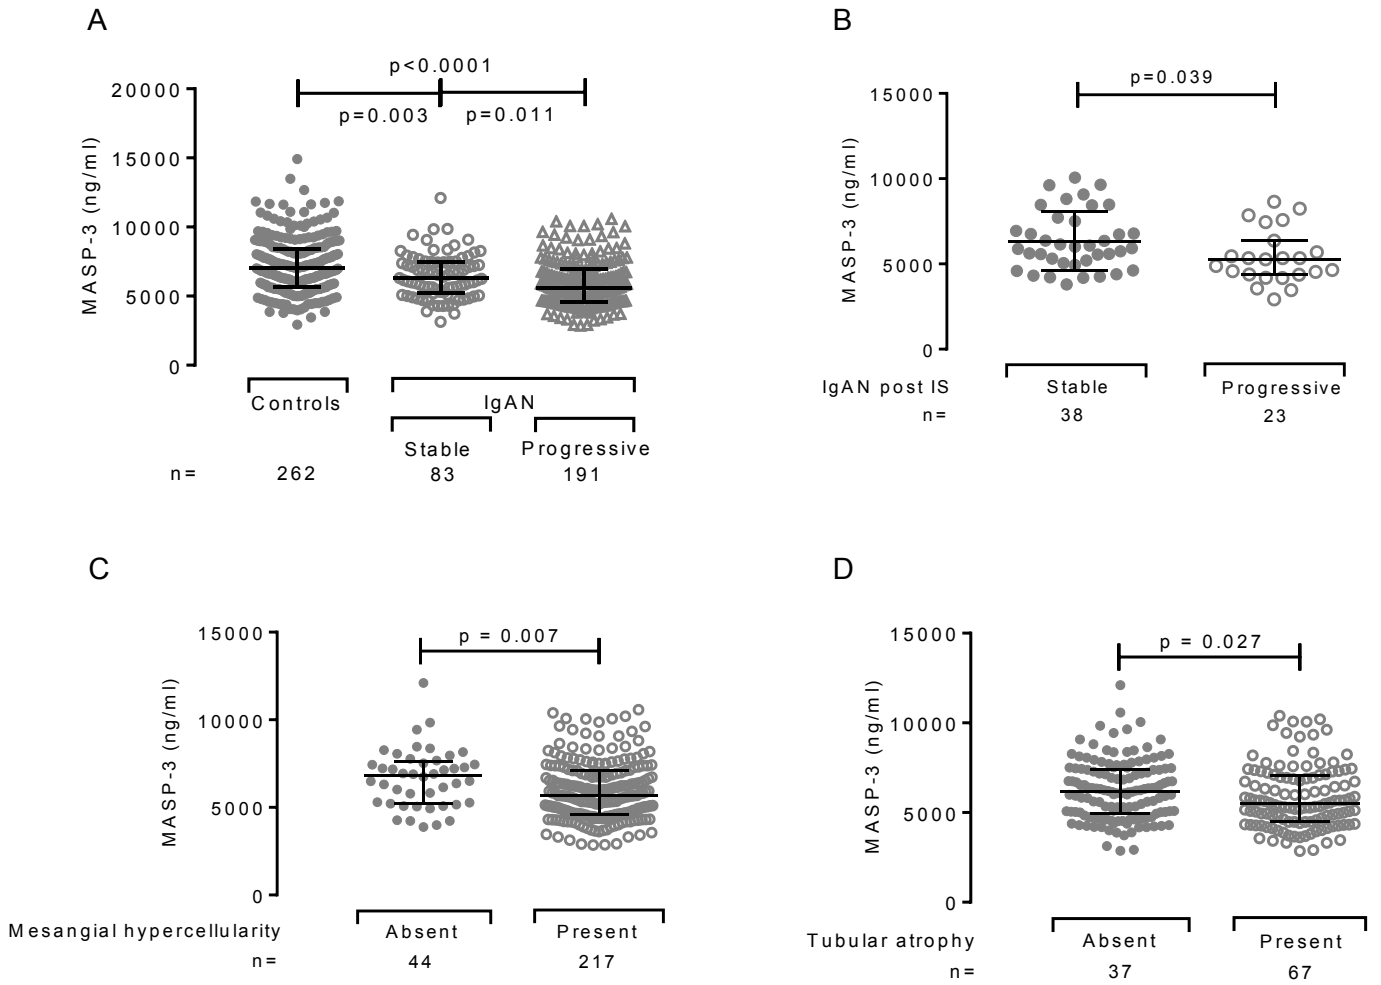 A
p<0.0001
p=0.003
p=0.011
20000
15000
10000
5000
0
MASP-3 (ng/ml)
Controls
IgAN
Stable
Progressive
n=
262
83
191
B
p=0.039
15000
10000
5000
0
MASP-3 (ng/ml)
IgAN post IS
Stable
Progressive
n=
38
23
C
p = 0.007
15000
10000
5000
0
MASP-3 (ng/ml)
Mesangial hypercellularity
Absent
Present
n=
44
217
D
p = 0.027
15000
10000
5000
0
MASP-3 (ng/ml)
Tubular atrophy
Absent
Present
n=
37
67